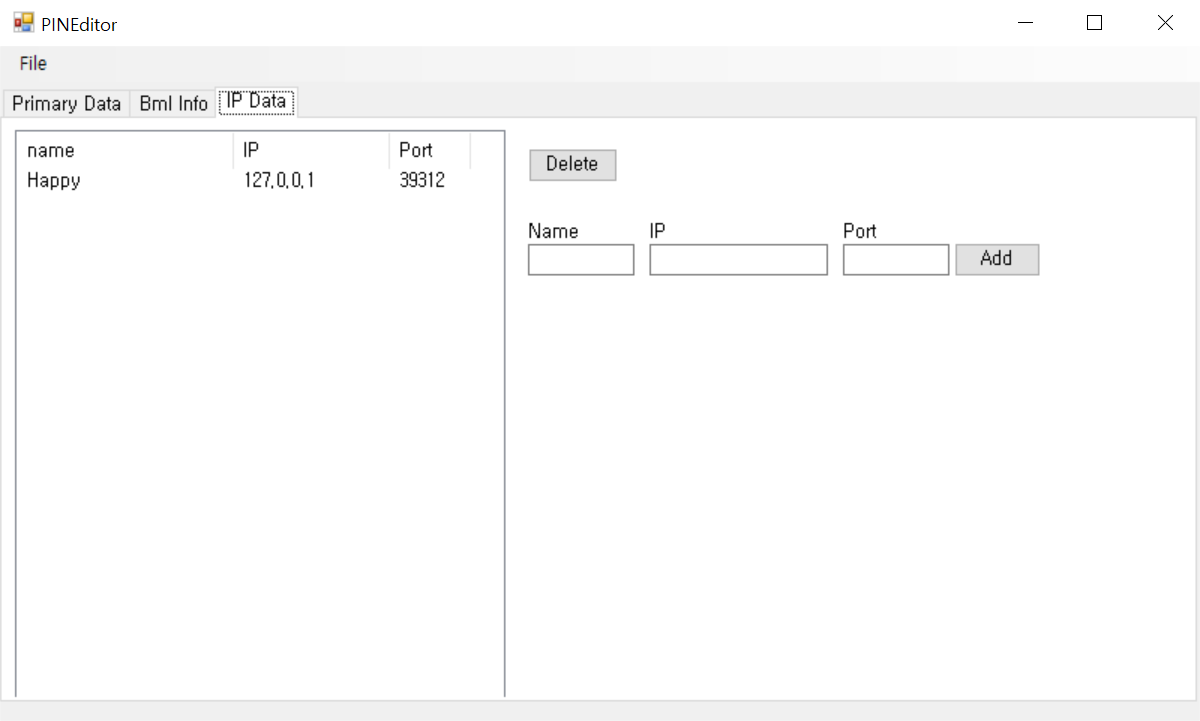 PINEditor
File
Primary Data Bml Info IP Data
name IP Port
Happy 127.0.0.1 39312
Delete
Name IP Port
Add